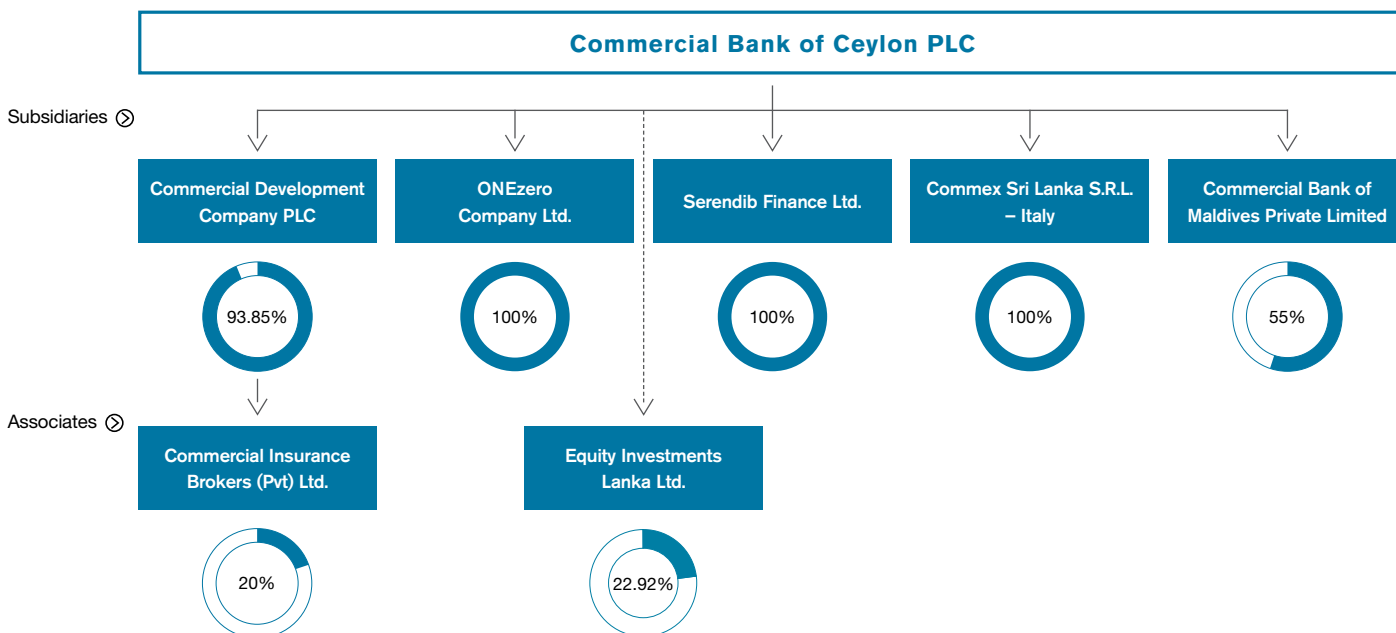 Commercial Bank of Ceylon PLC
Subsidiaries
Commercial Development
Company PLC
ONEzero
Company Ltd.
Serendib Finance Ltd.
Commex Sri Lanka S.R.L.
– Italy
Commercial Bank of
Maldives Private Limited
93.85%
100%
100%
100%
55%
Associates
Commercial Insurance
Brokers (Pvt) Ltd.
Equity Investments
Lanka Ltd.
20%
22.92%